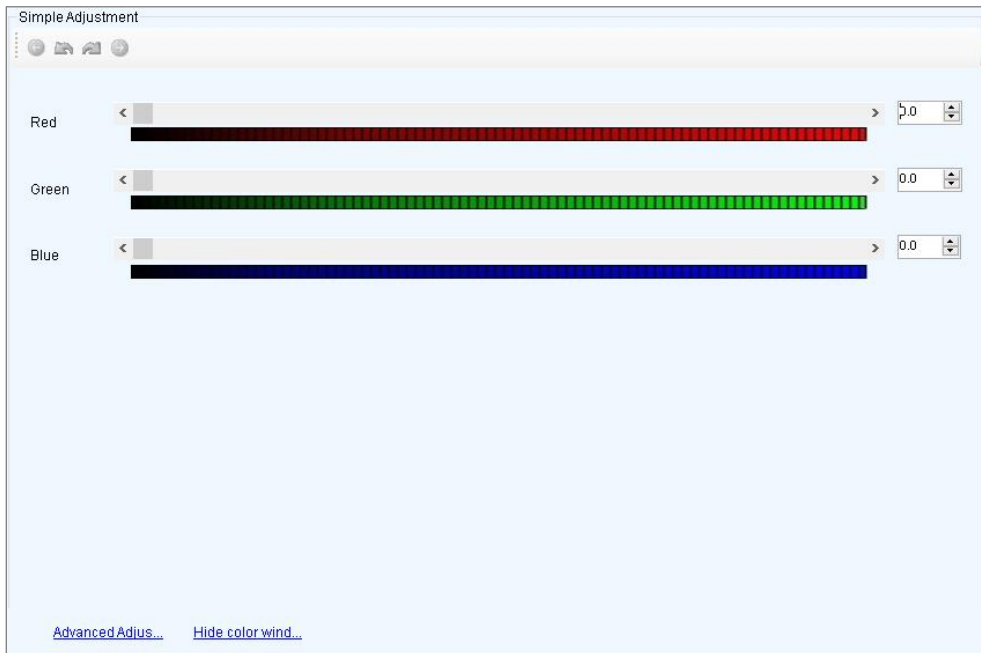 Simple Adjustment
Red
0.0
Green
0.0
Blue
0.0
Advanced Adjus... Hide color wind...